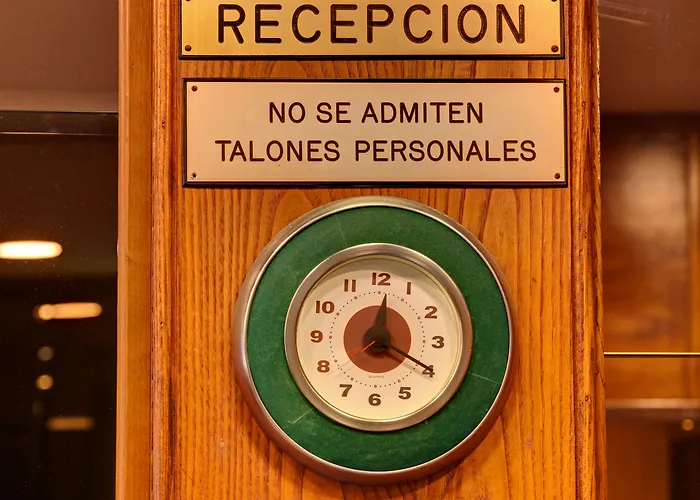 RECEPCION
NO SE ADMITEN
TALONES PERSONALES
12
11 1
10 2
9 3
8 4
7 5
6